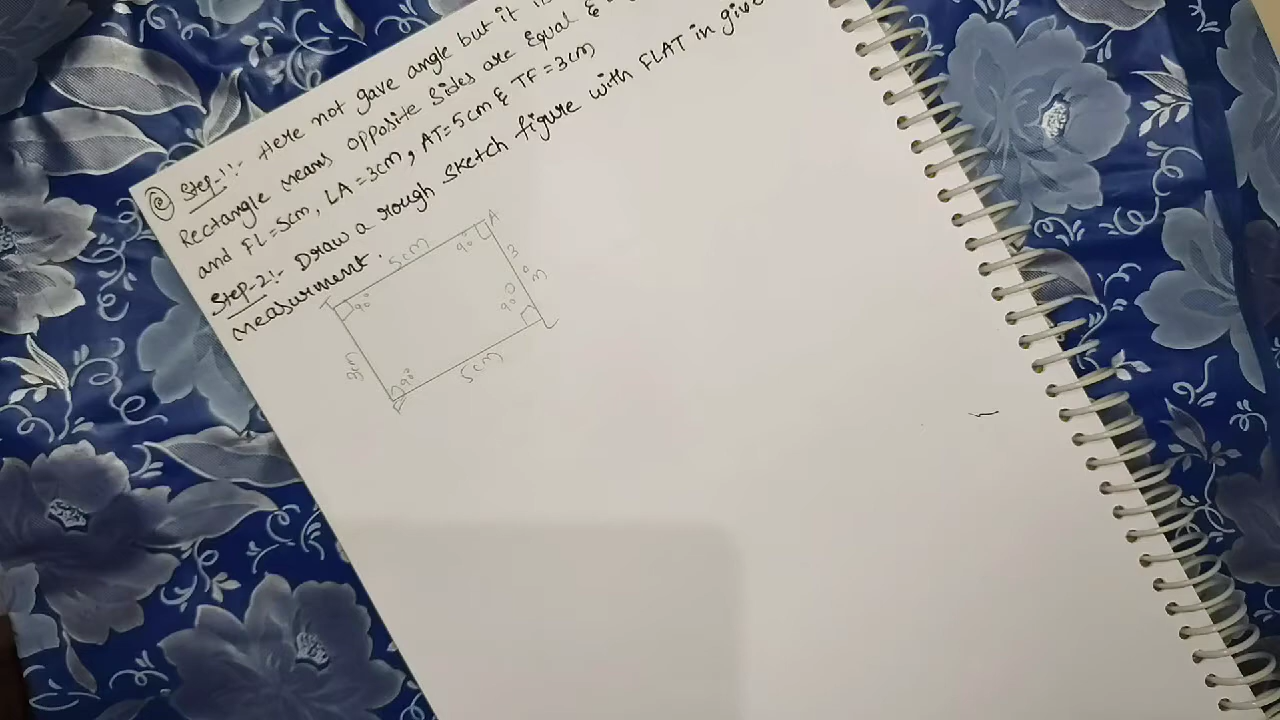 (e) Step-1:- Here not gave angle but it is
Rectangle means opposite sides are equal &
and FL=5cm, LA=3cm, AT=5cm & TF=3cm
Step-2:- Draw a rough sketch figure with FLAT in give
measurment.
A
5cm
90°
3cm
T
90°
90°
L
3cm
90°
5cm
F